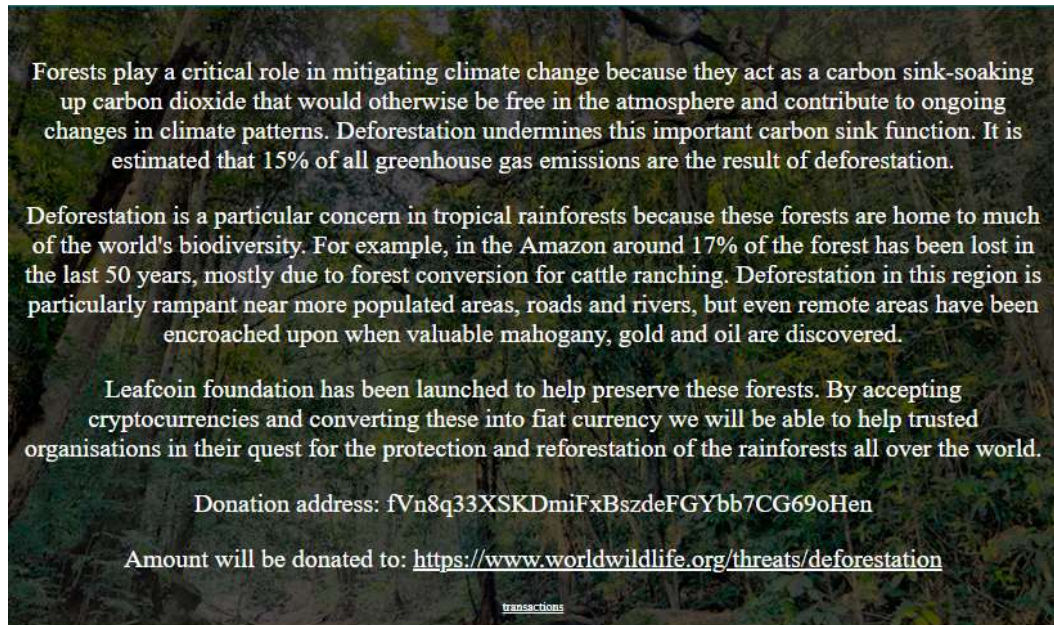 Forests play a critical role in mitigating climate change because they act as a carbon sink-soaking
up carbon dioxide that would otherwise be free in the atmosphere and contribute to ongoing
changes in climate patterns. Deforestation undermines this important carbon sink function. It is
estimated that 15% of all greenhouse gas emissions are the result of deforestation.
Deforestation is a particular concern in tropical rainforests because these forests are home to much
of the world's biodiversity. For example, in the Amazon around 17% of the forest has been lost in
the last 50 years, mostly due to forest conversion for cattle ranching. Deforestation in this region is
particularly rampant near more populated areas, roads and rivers, but even remote areas have been
encroached upon when valuable mahogany, gold and oil are discovered.
Leafcoin foundation has been launched to help preserve these forests. By accepting
cryptocurrencies and converting these into fiat currency we will be able to help trusted
organisations in their quest for the protection and reforestation of the rainforests all over the world.
Donation address: fVn8q33XSKDmiFxBszdeFGYbb7CG69oHen
Amount will be donated to: https://www.worldwildlife.org/threats/deforestation
transactions